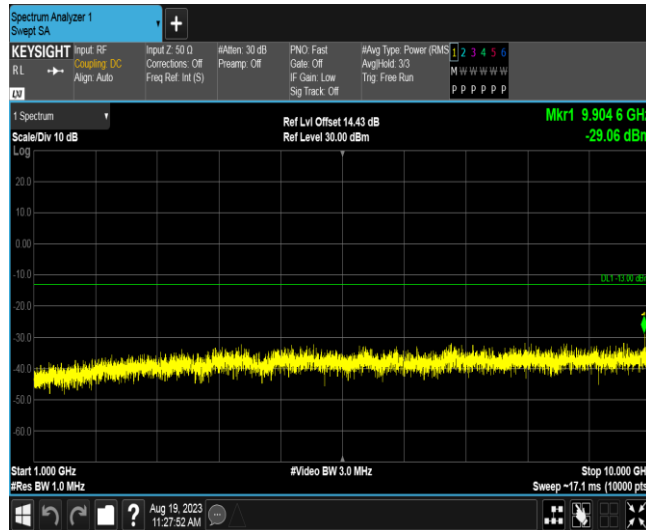 Spectrum Analyzer 1
Swept SA
KEYSIGHT
RL
LXI
Input: RF
Coupling: DC
Align: Auto
Input Z: 50 Ω
Corrections: Off
Freq Ref: Int (S)
#Atten: 30 dB
Preamp: Off
PNO: Fast
Gate: Off
IF Gain: Low
Sig Track: Off
#Avg Type: Power (RMS
Avg|Hold: 3/3
Trig: Free Run
1 2 3 4 5 6
M W W W W W
P P P P P P
1 Spectrum
Scale/Div 10 dB
Log
Ref Lvl Offset 14.43 dB
Ref Level 30.00 dBm
Mkr1 9.904 6 GHz
-29.06 dBm
20.0
10.0
0.00
-10.0
DL1 -13.00 dBm
-20.0
-30.0
-40.0
-50.0
-60.0
Start 1.000 GHz
#Res BW 1.0 MHz
#Video BW 3.0 MHz
Stop 10.000 GH
Sweep ~17.1 ms (10000 pts
?
Aug 19, 2023
11:27:52 AM